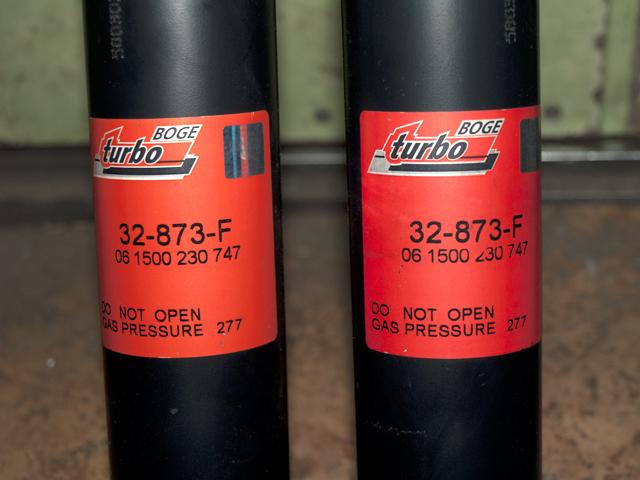 BOGE
turbo
32-873-F
06 1500 230 747
DO NOT OPEN
GAS PRESSURE 277
BOGE
turbo
32-873-F
06 1500 230 747
DO NOT OPEN
GAS PRESSURE 277